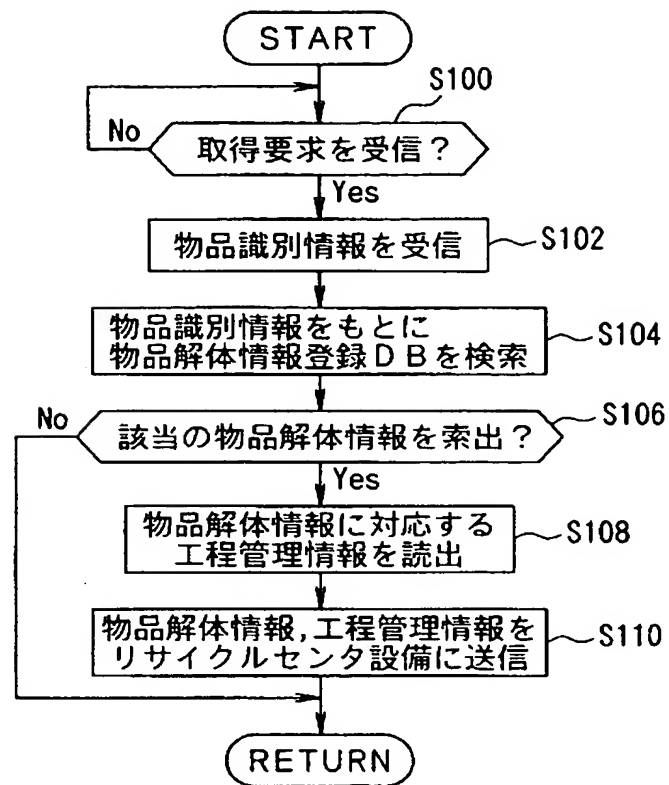 START
S100
No
取得要求を受信？
Yes
物品識別情報を受信
S102
物品識別情報をもとに
物品解体情報登録ＤＢを検索
S104
No
S106
該当の物品解体情報を索出？
Yes
物品解体情報に対応する
工程管理情報を読出
S108
物品解体情報,工程管理情報を
リサイクルセンタ設備に送信
S110
RETURN